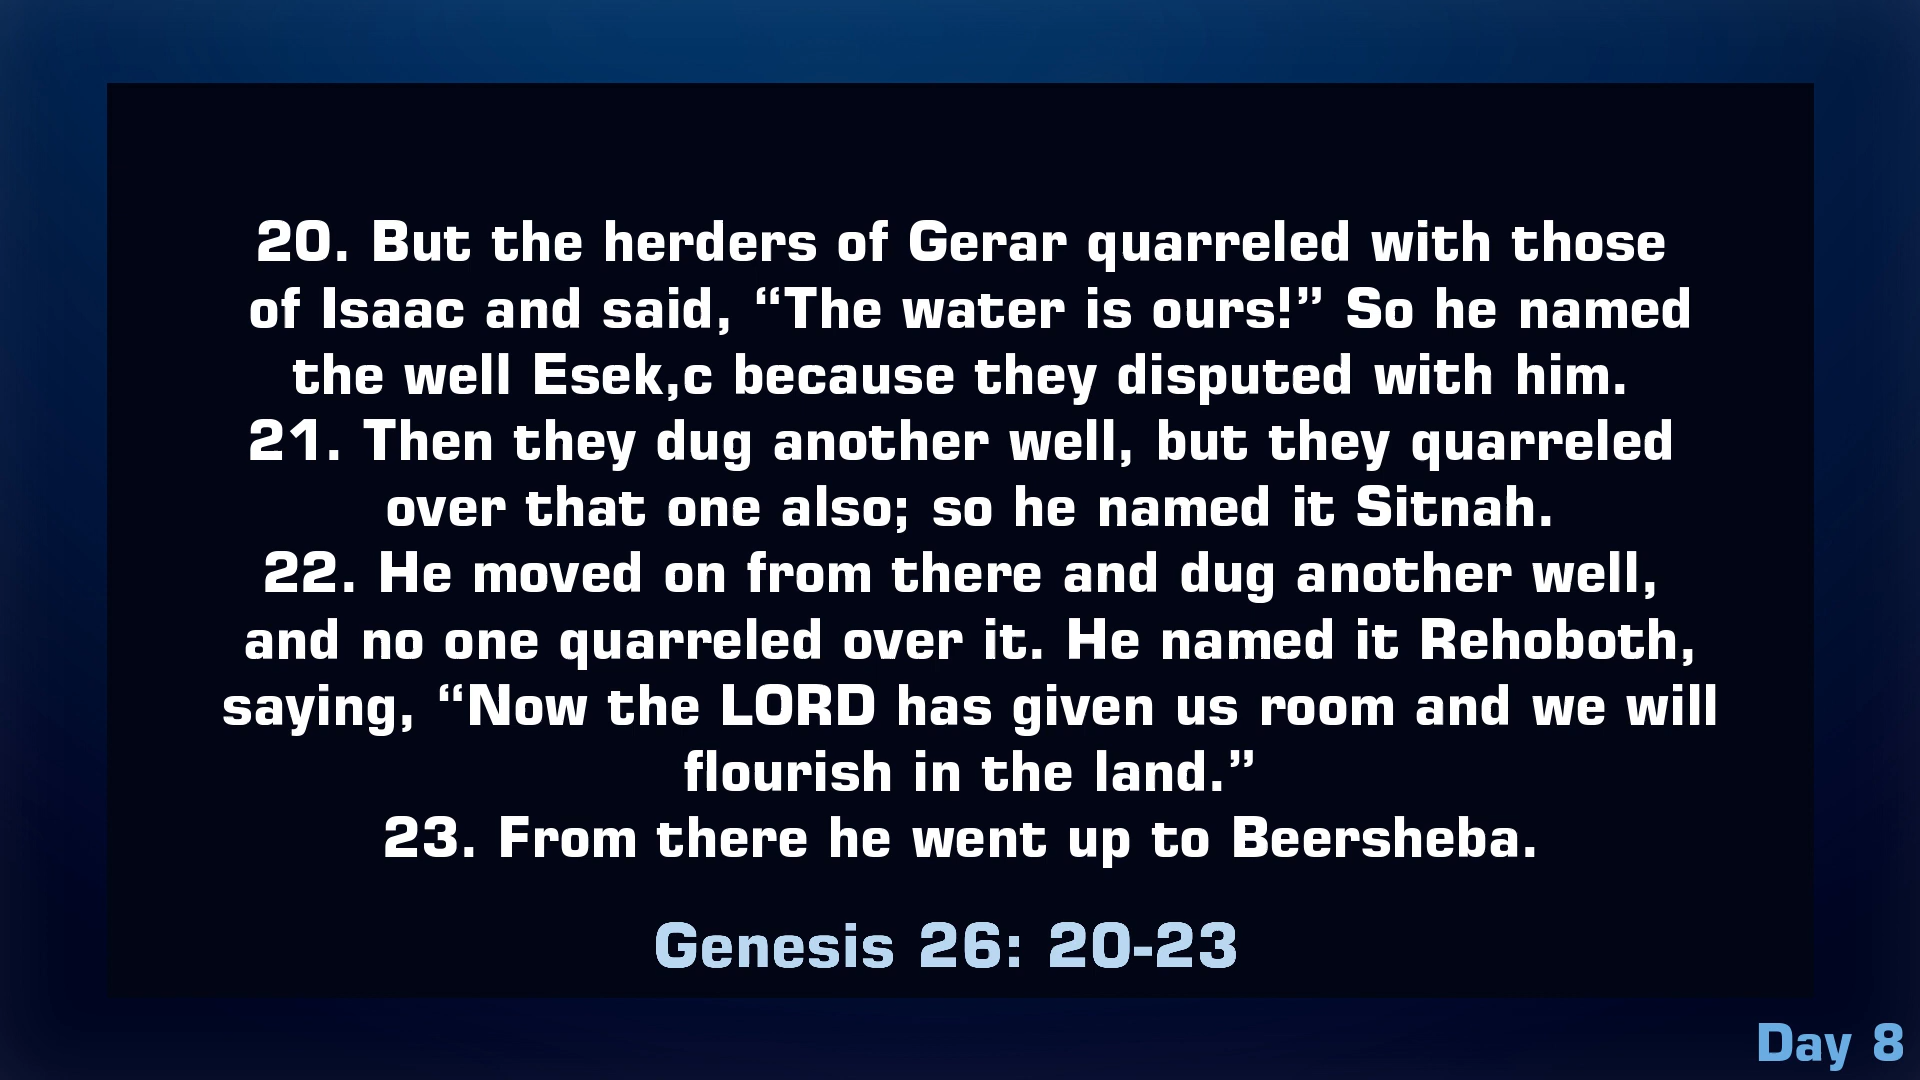 20. But the herders of Gerar quarreled with those
of Isaac and said, “The water is ours!” So he named
the well Esek,c because they disputed with him.
21. Then they dug another well, but they quarreled
over that one also; so he named it Sitnah.
22. He moved on from there and dug another well,
and no one quarreled over it. He named it Rehoboth,
saying, “Now the LORD has given us room and we will
flourish in the land.”
23. From there he went up to Beersheba.
Genesis 26: 20-23
Day 8